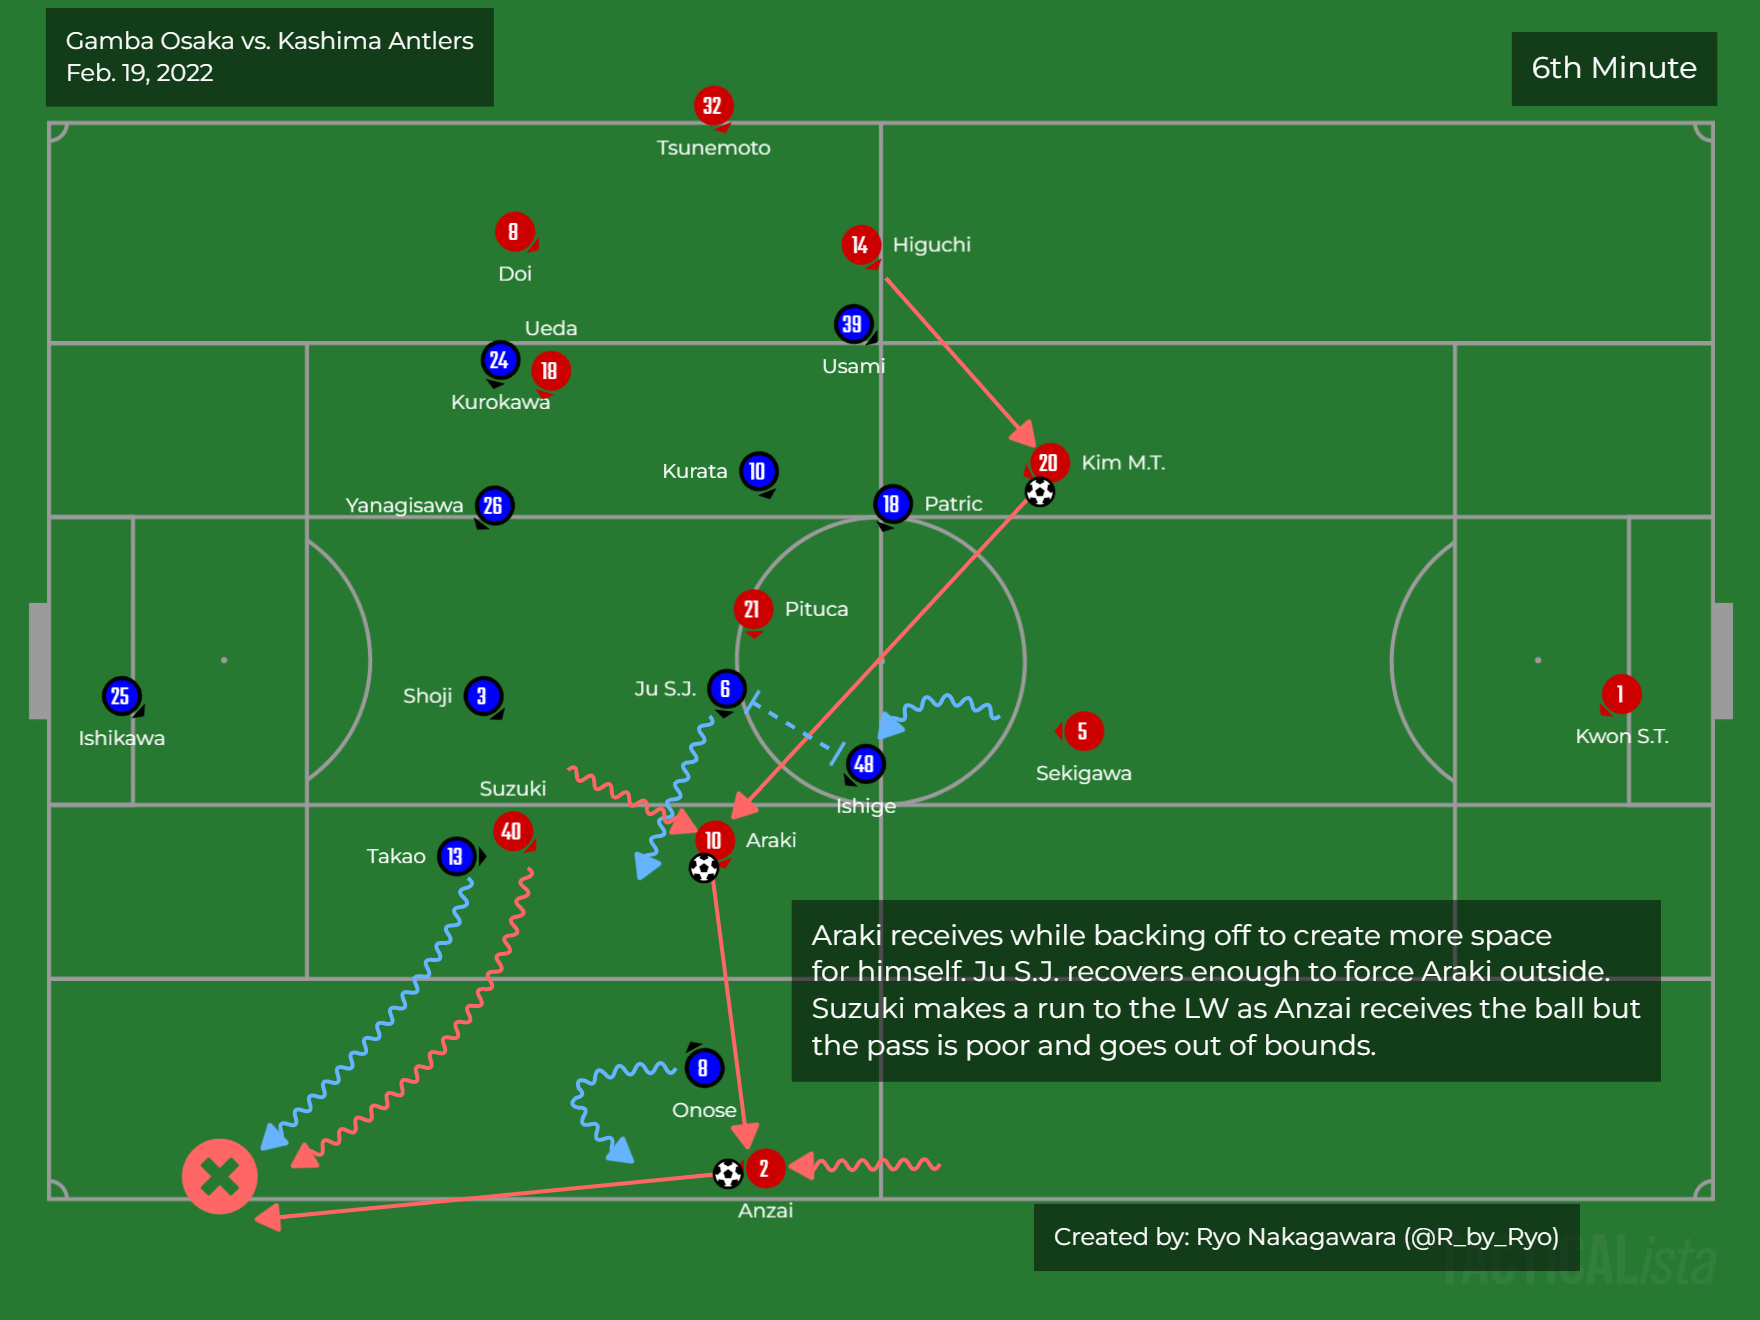 Gamba Osaka vs. Kashima Antlers
Feb. 19, 2022
6th Minute
32
Tsunemoto
8
Doi
14 Higuchi
Ueda
39
Usami
24
18
Kurokawa
20 Kim M.T.
Kurata 10
Yanagisawa 26
18 Patric
21 Pituca
Ju S.J. 6
25
Ishikawa
Shoji 3
1
Kwon S.T.
5
Sekigawa
48
Ishige
Suzuki
40
10 Araki
Takao 13
Araki receives while backing off to create more space
for himself. Ju S.J. recovers enough to force Araki outside.
Suzuki makes a run to the LW as Anzai receives the ball but
the pass is poor and goes out of bounds.
8
Onose
2
Anzai
Created by: Ryo Nakagawara (@R_by_Ryo)
TACTICALista